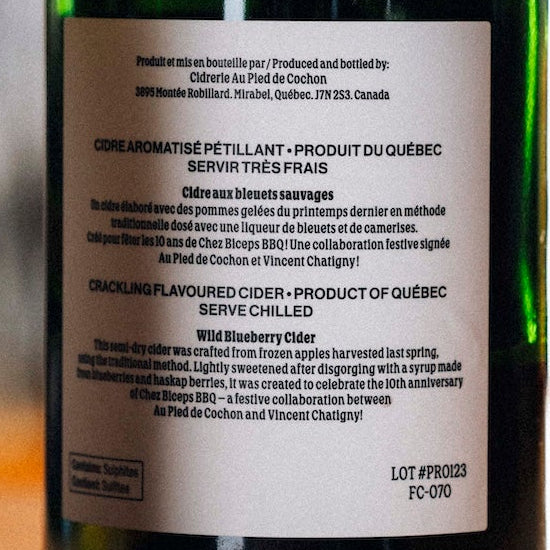 Produit et mis en bouteille par / Produced and bottled by:
Cidrerie Au Pied de Cochon
3895 Montée Robillard. Mirabel, Québec. J7N 2S3. Canada
CIDRE AROMATISÉ PÉTILLANT • PRODUIT DU QUÉBEC
SERVIR TRÈS FRAIS
Cidre aux bleuets sauvages
Un cidre élaboré avec des pommes gelées du printemps dernier en méthode
traditionnelle dosé avec une liqueur de bleuets et de camerises.
Créé pour fêter les 10 ans de Chez Biceps BBQ! Une collaboration festive signée
Au Pied de Cochon et Vincent Chatigny!
CRACKLING FLAVOURED CIDER • PRODUCT OF QUÉBEC
SERVE CHILLED
Wild Blueberry Cider
This semi-dry cider was crafted from frozen apples harvested last spring,
using the traditional method. Lightly sweetened after disgorging with a syrup made
from blueberries and haskap berries, it was created to celebrate the 10th anniversary
of Chez Biceps BBQ – a festive collaboration between
Au Pied de Cochon and Vincent Chatigny!
Contains: Sulphites
Contient: Sulfites
LOT #PRO123
FC-070